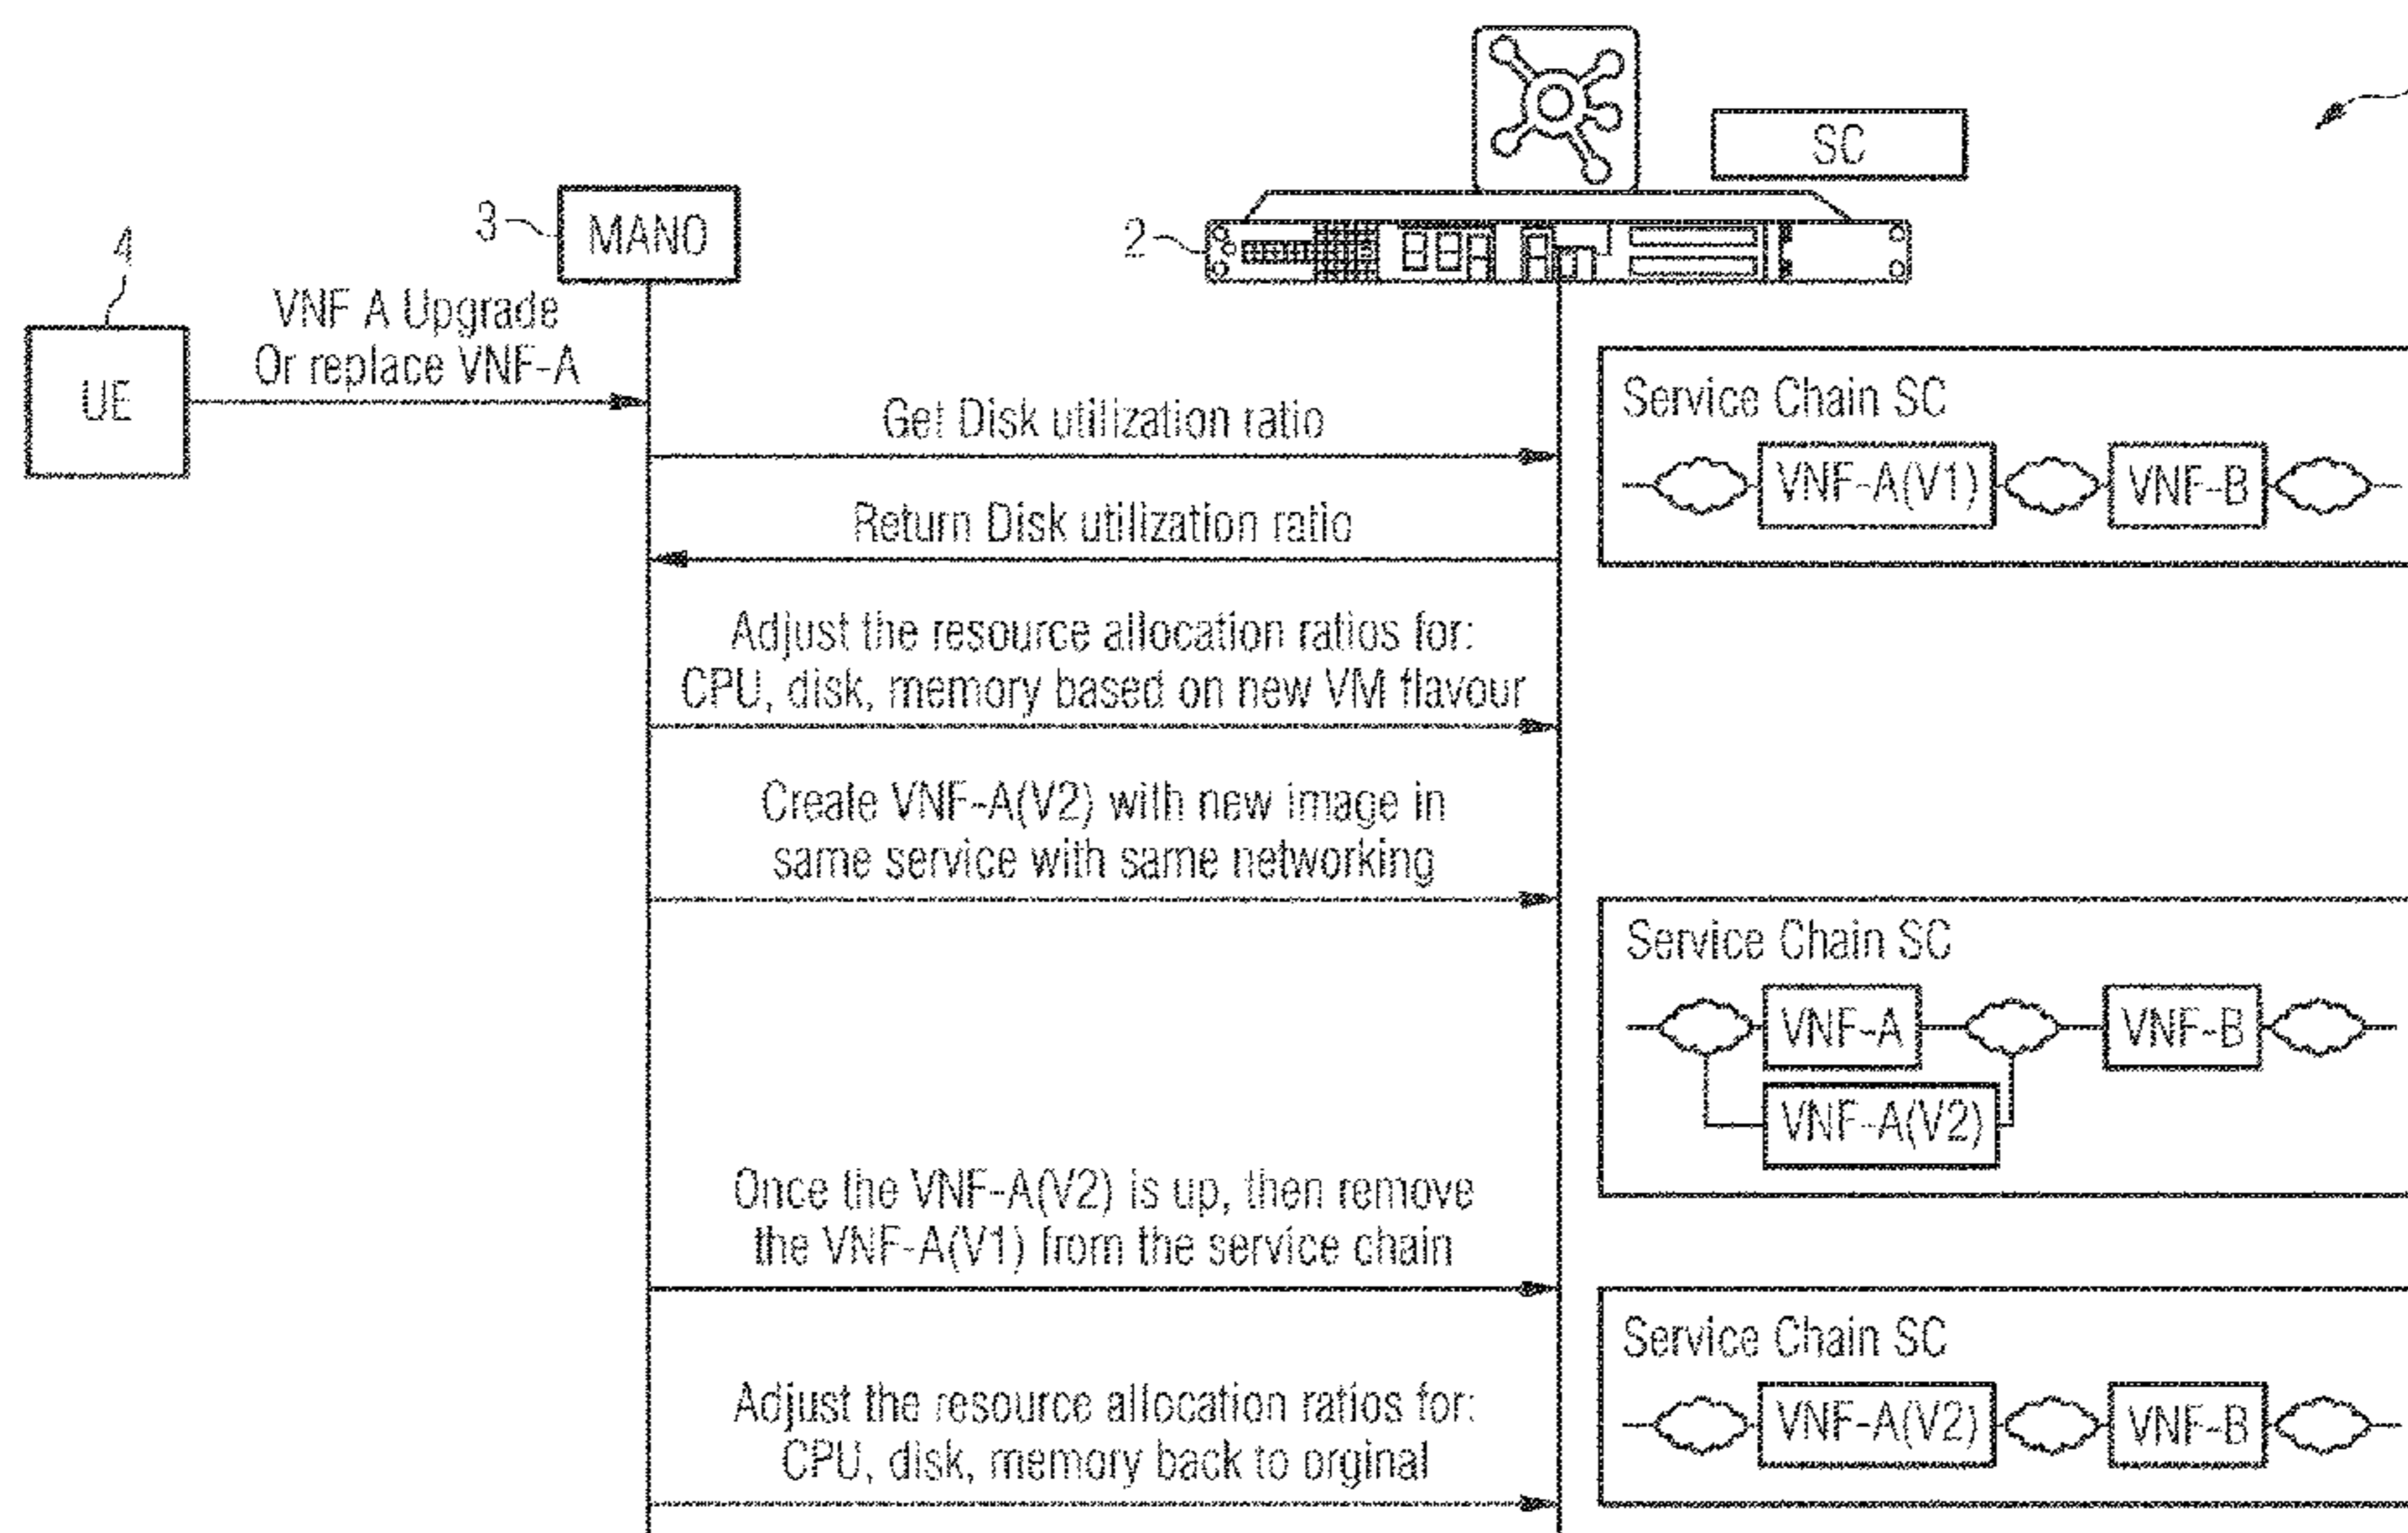 SC
3
MANO
2
4
VNF A Upgrade
Or replace VNF-A
UE
Get Disk utilization ratio
Service Chain SC
VNF-A(V1)
VNF-B
Return Disk utilization ratio
Adjust the resource allocation ratios for:
CPU, disk, memory based on new VM flavour
Create VNF-A(V2) with new image in
same service with same networking
Service Chain SC
VNF-A
VNF-B
VNF-A(V2)
Once the VNF-A(V2) is up, then remove
the VNF-A(V1) from the service chain
Service Chain SC
VNF-A(V2)
VNF-B
Adjust the resource allocation ratios for:
CPU, disk, memory back to orginal